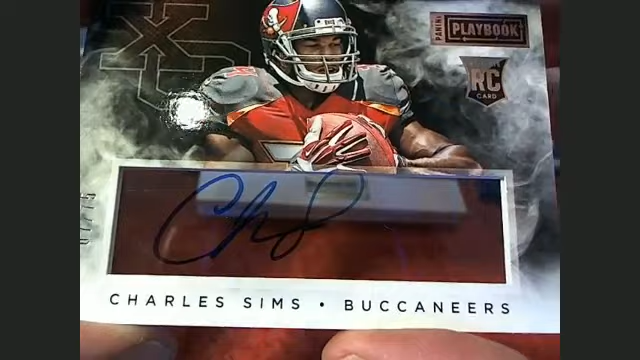 PANINI PLAYBOOK
RC
CARD
CHARLES SIMS • BUCCANEERS